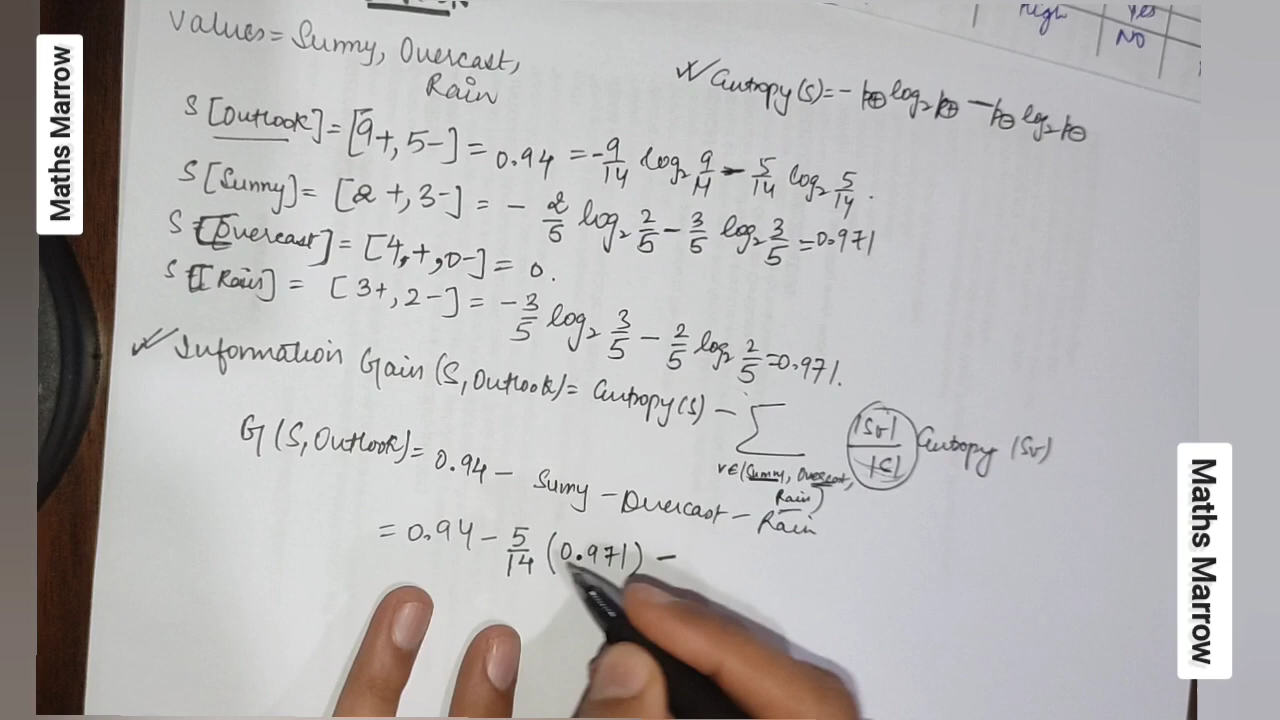 High
Yes
NO
Values = Sunny, Overcast,
Rain
Entropy(S) = - p⊕ log₂ p⊕ - p⊖ log₂ p⊖
S [Outlook] = [9+, 5-] = 0.94 = - 9/14 log₂ 9/14 - 5/14 log₂ 5/14.
S [Sunny] = [2+, 3-] = - 2/5 log₂ 2/5 - 3/5 log₂ 3/5 = 0.971
S [Overcast] = [4,+,0-] = 0.
S [Rain] = [3+, 2-] = - 3/5 log₂ 3/5 - 2/5 log₂ 2/5 = 0.971.
Information Gain (S, Outlook) = Entropy(S) - ∑ |Sv|/|S| Entropy (Sv)
v∈(Sunny, Overcast,
Rain)
G (S, Outlook) = 0.94 - Sunny - Overcast - Rain
= 0.94 - 5/14 (0.971) -
Maths Marrow
Maths Marrow